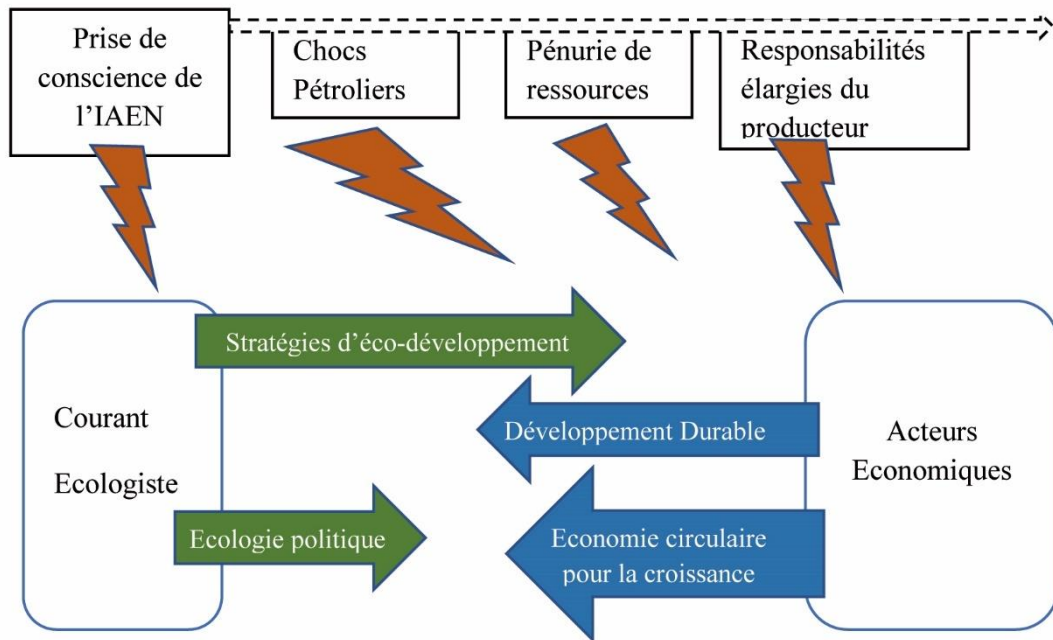 Prise de
conscience de
l’IAEN
Chocs
Pétroliers
Pénurie de
ressources
Responsabilités
élargies du
producteur
Stratégies d’éco-développement
Courant
Ecologiste
Développement Durable
Acteurs
Economiques
Ecologie politique
Economie circulaire
pour la croissance